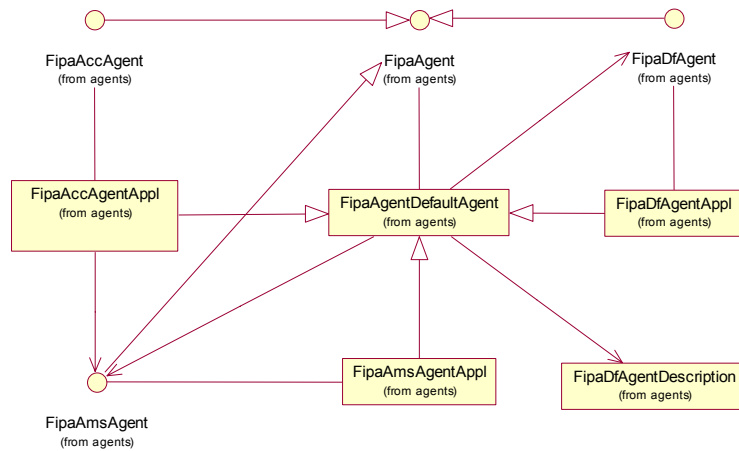 FipaAccAgent
(from agents)
FipaAgent
(from agents)
FipaDfAgent
(from agents)
FipaAccAgentAppl
(from agents)
FipaAgentDefaultAgent
(from agents)
FipaDfAgentAppl
(from agents)
FipaAmsAgentAppl
(from agents)
FipaDfAgentDescription
(from agents)
FipaAmsAgent
(from agents)